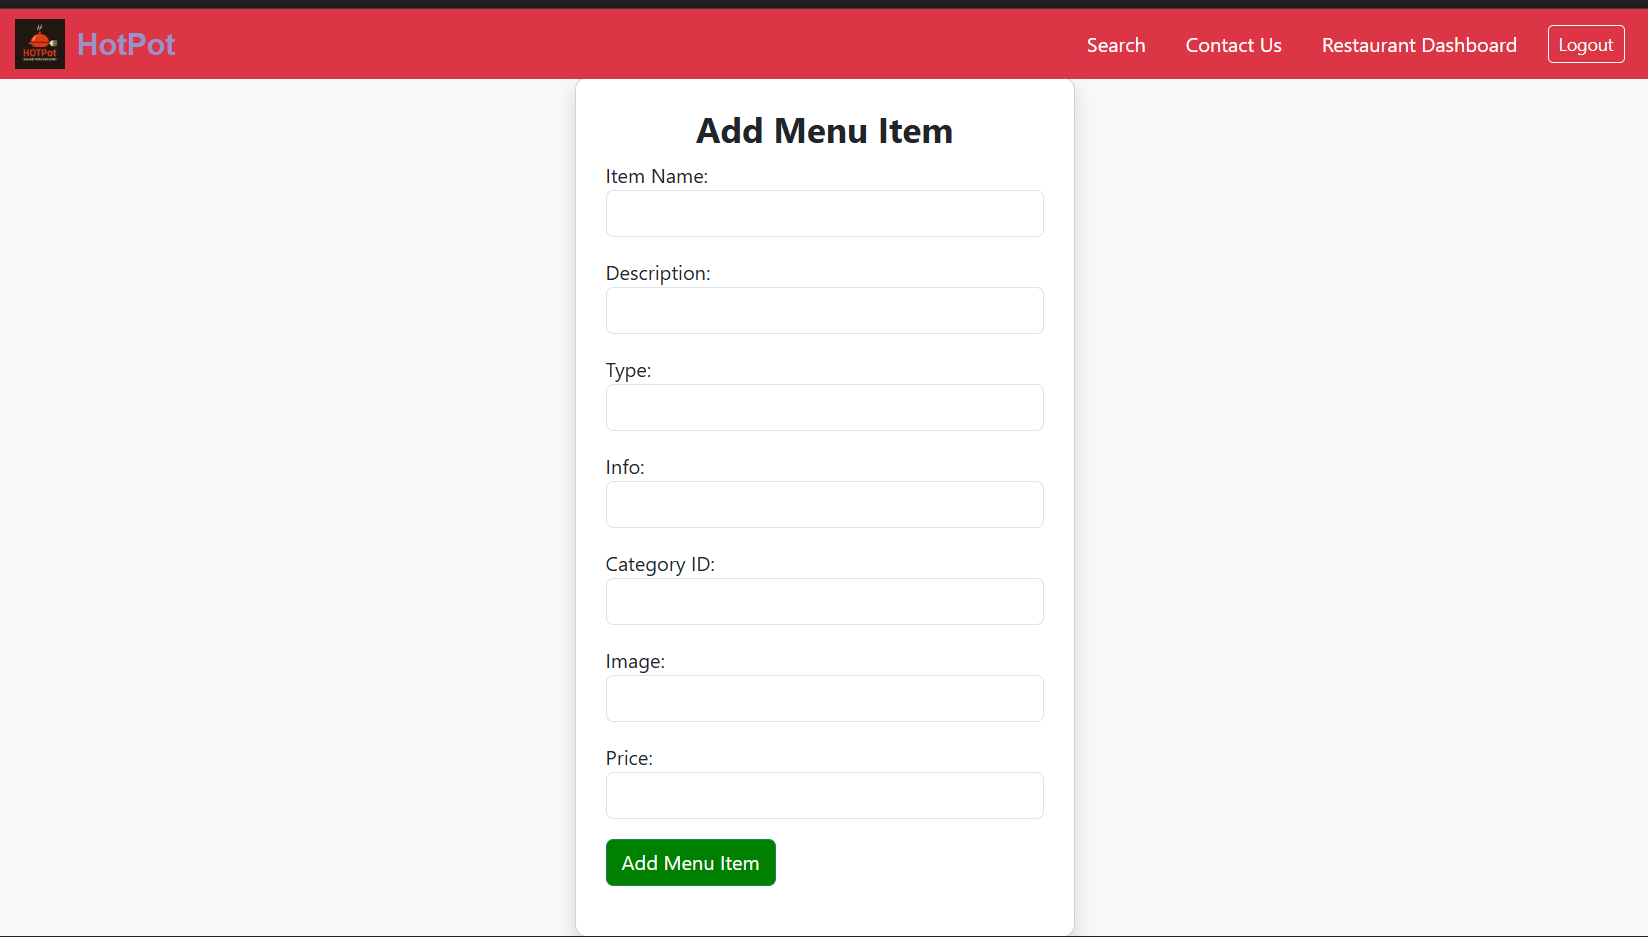 HOTPot
HotPot
Search
Contact Us
Restaurant Dashboard
Logout
Add Menu Item
Item Name:
Description:
Type:
Info:
Category ID:
Image:
Price:
Add Menu Item